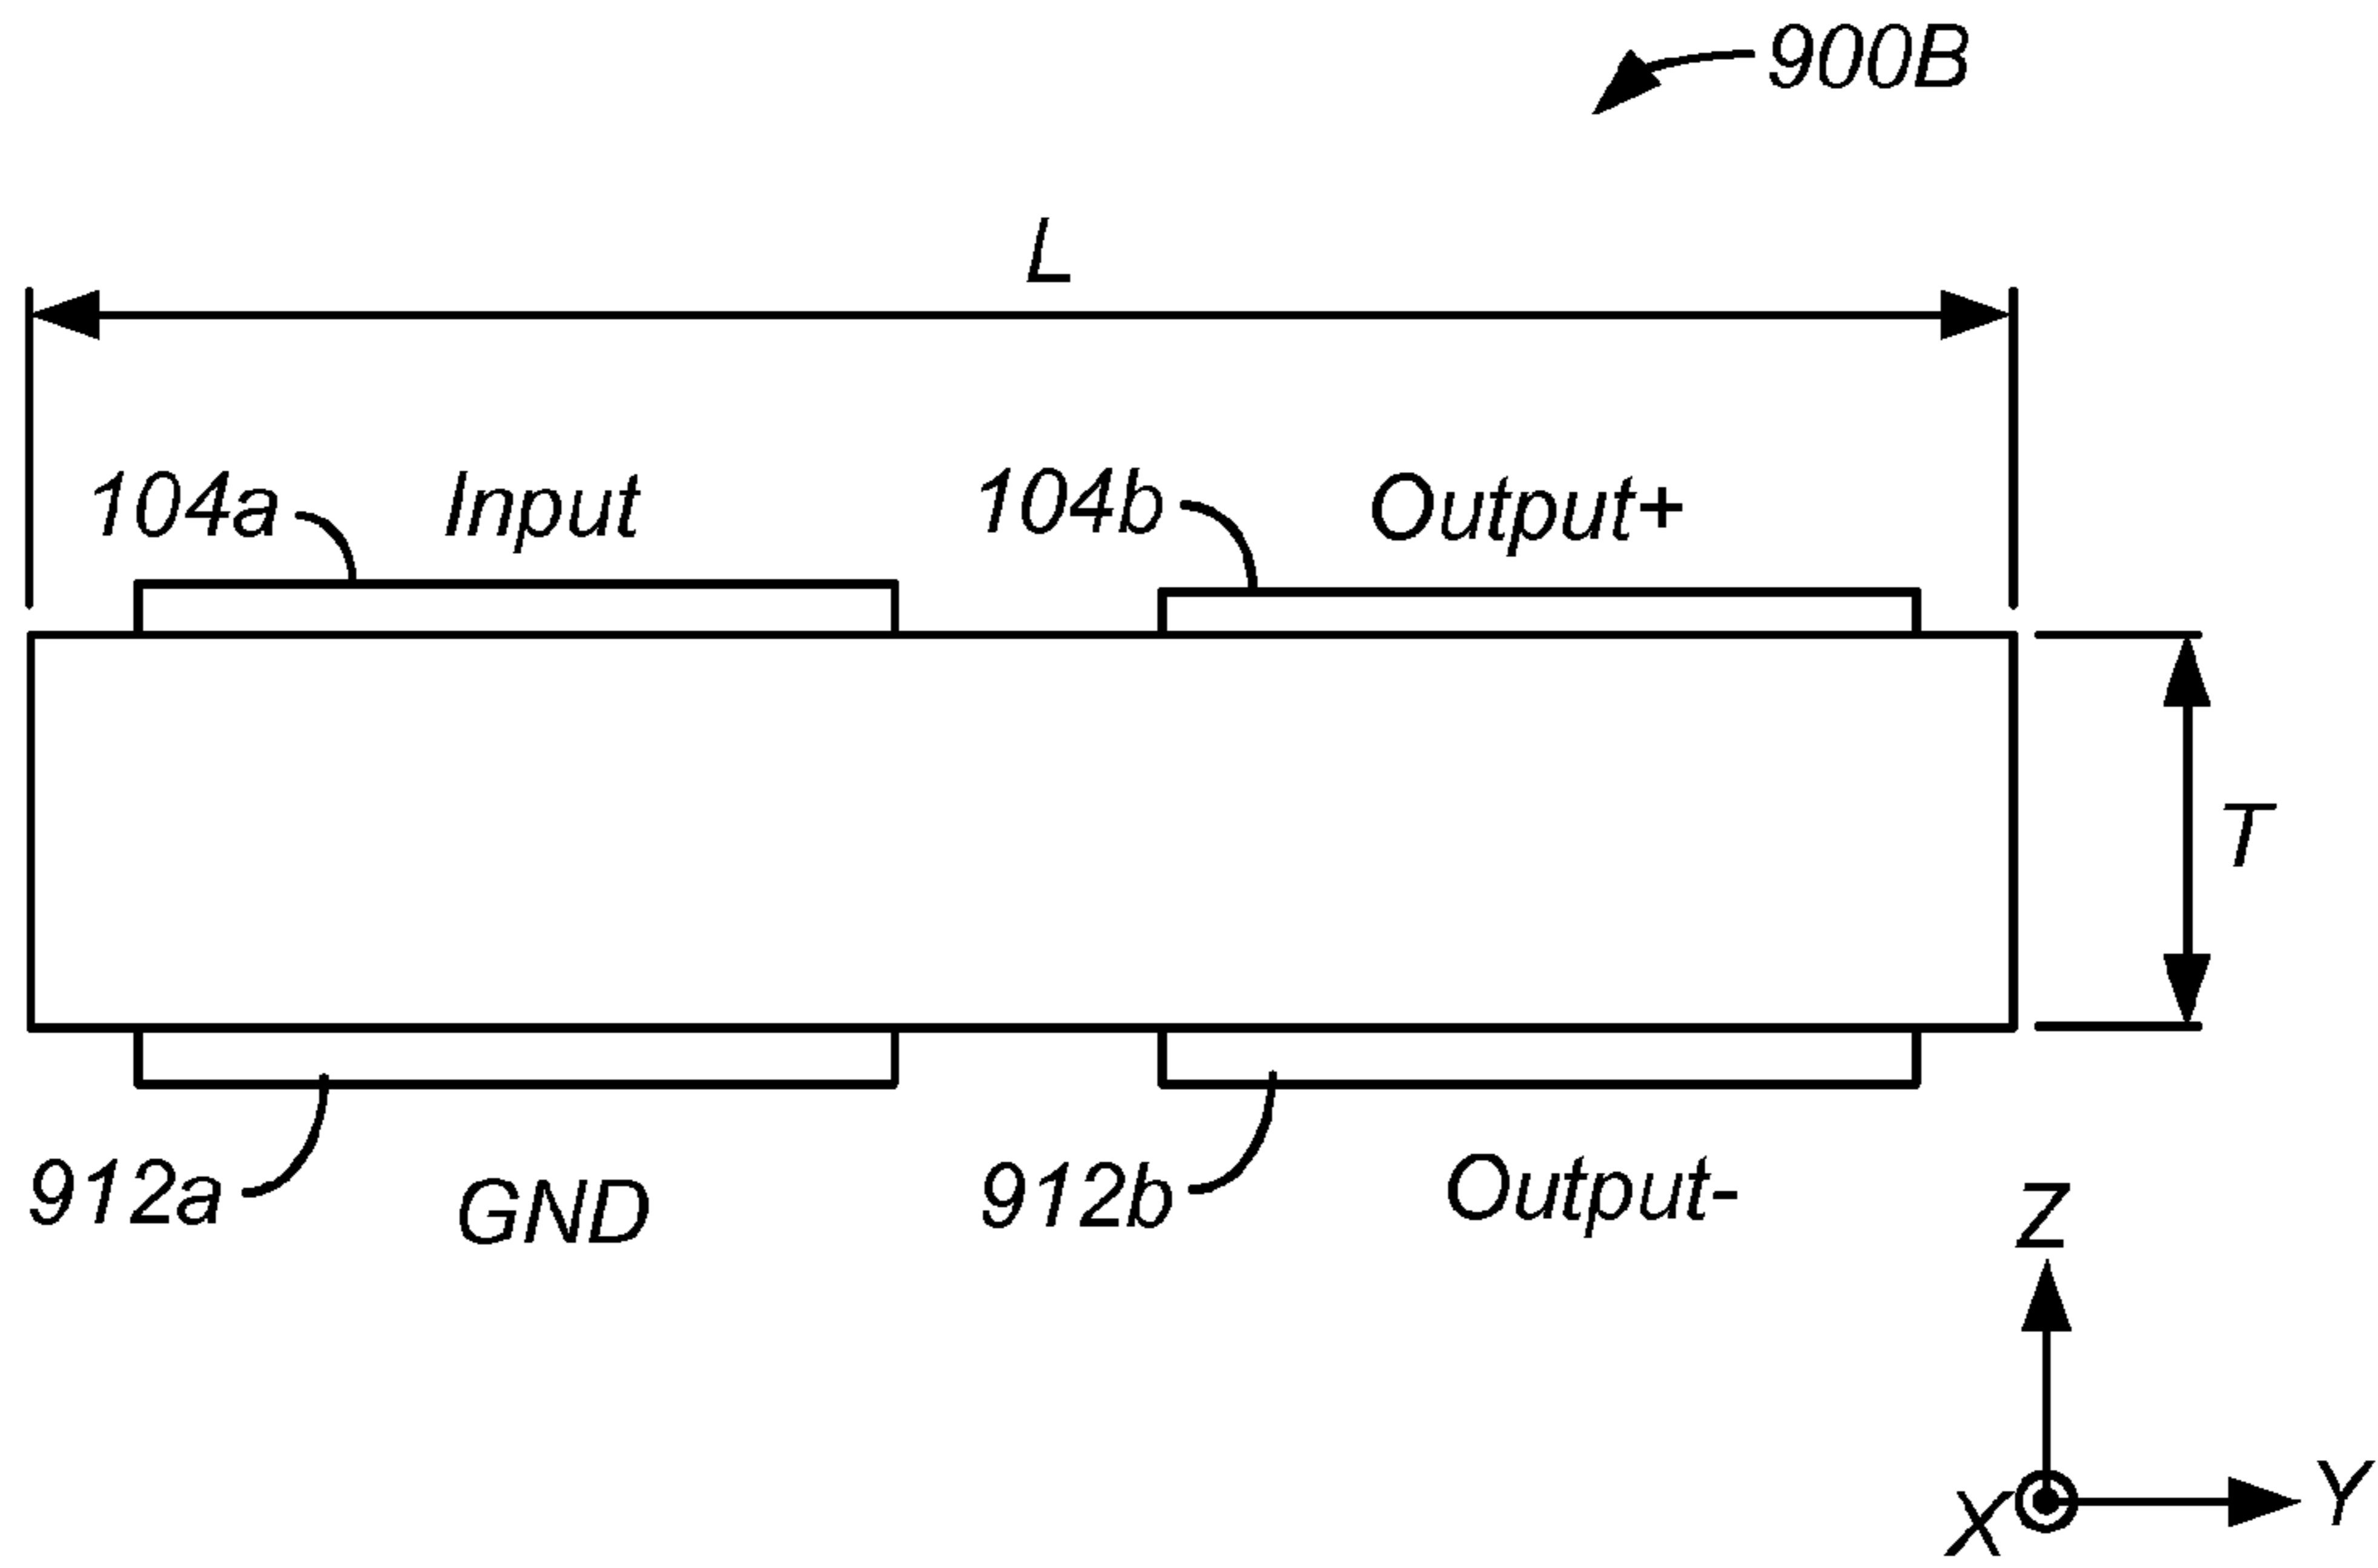 900B
L
104a Input 104b Output+
T
912a GND 912b Output-
Z
X Y